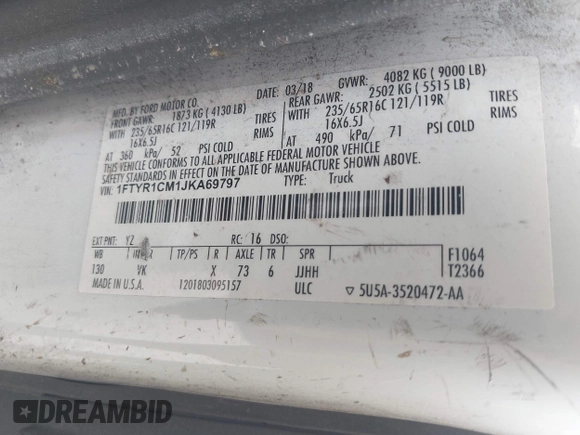 MFD. BY FORD MOTOR CO.
DATE: 03/18 GVWR: 4082 KG ( 9000 LB)
FRONT GAWR: 1873 KG ( 4130 LB)
REAR GAWR: 2502 KG ( 5515 LB)
WITH 235/65R16C 121/119R TIRES
WITH 235/65R16C 121/119R TIRES
16X6.5J RIMS
16X6.5J RIMS
AT 360 kPa/ 52 PSI COLD
AT 490 kPa/ 71 PSI COLD
THIS VEHICLE CONFORMS TO ALL APPLICABLE FEDERAL MOTOR VEHICLE
SAFETY STANDARDS IN EFFECT ON THE DATE OF MANUFACTURE SHOWN ABOVE.
VIN: 1FTYR1CM1JKA69797 TYPE: Truck
EXT PNT: YZ RC: 16 DSO:
WB TP/PS R AXLE TR SPR F1064
130 VK X 73 6 JJHH T2366
MADE IN U.S.A. 1201803095157 ULC 5U5A-3520472-AA
DREAMBID